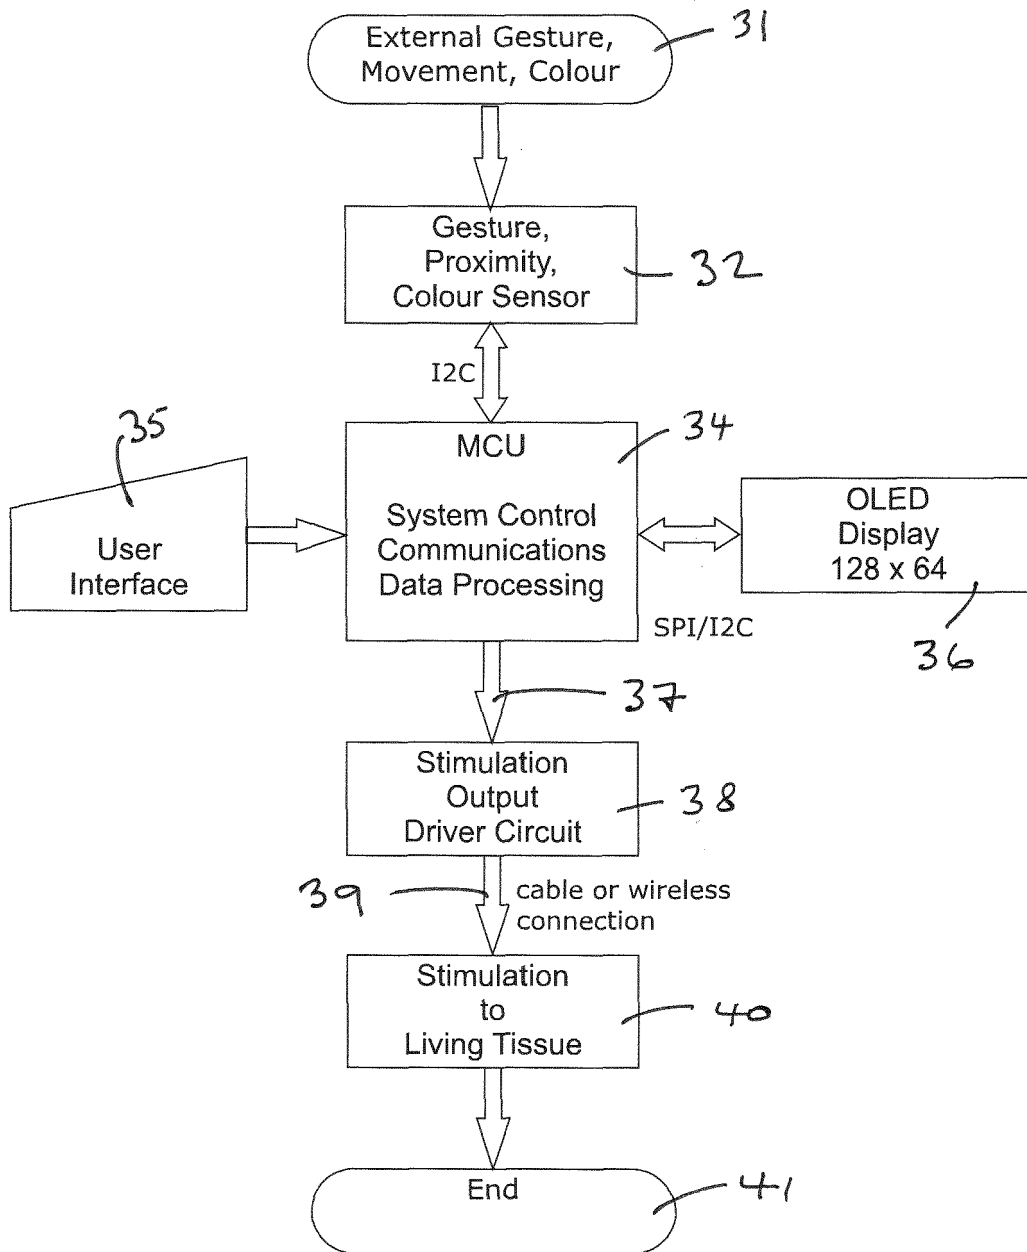 External Gesture,
Movement, Colour
31
Gesture,
Proximity,
Colour Sensor
32
I2C
35
User
Interface
MCU
System Control
Communications
Data Processing
34
OLED
Display
128 x 64
SPI/I2C
36
37
Stimulation
Output
Driver Circuit
38
39
cable or wireless
connection
Stimulation
to
Living Tissue
40
End
41